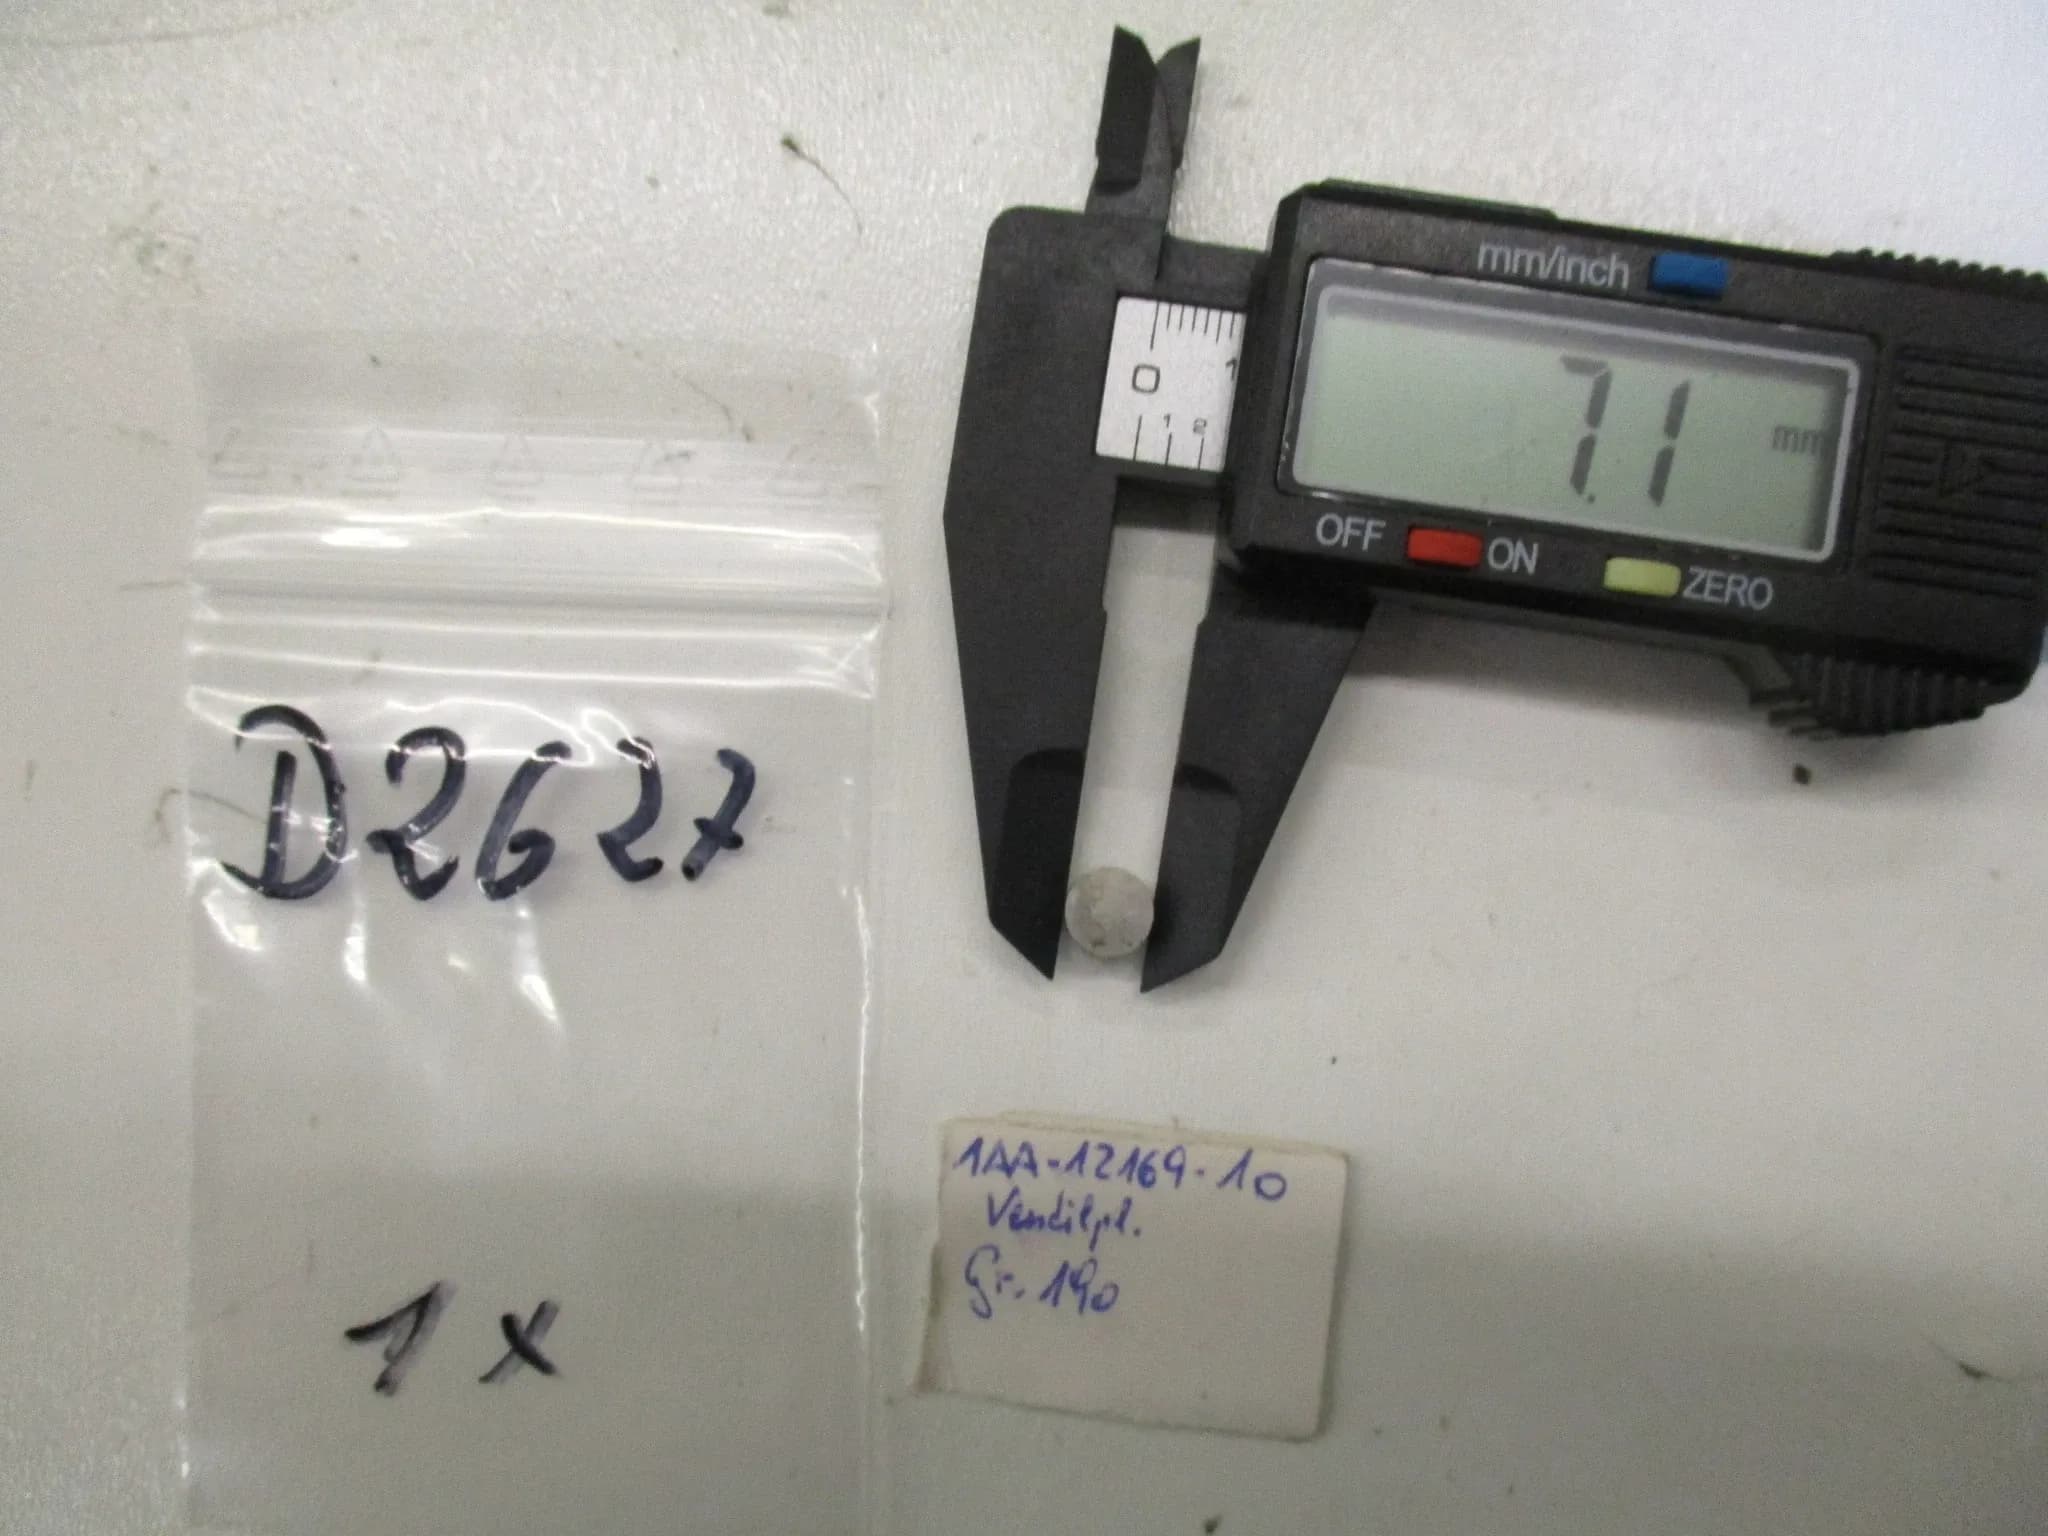 mm/inch
7.1 mm
OFF ON ZERO
0 1
1 2
D2627
1x
1AA-12169-10
Ventilpl.
Gr. 190